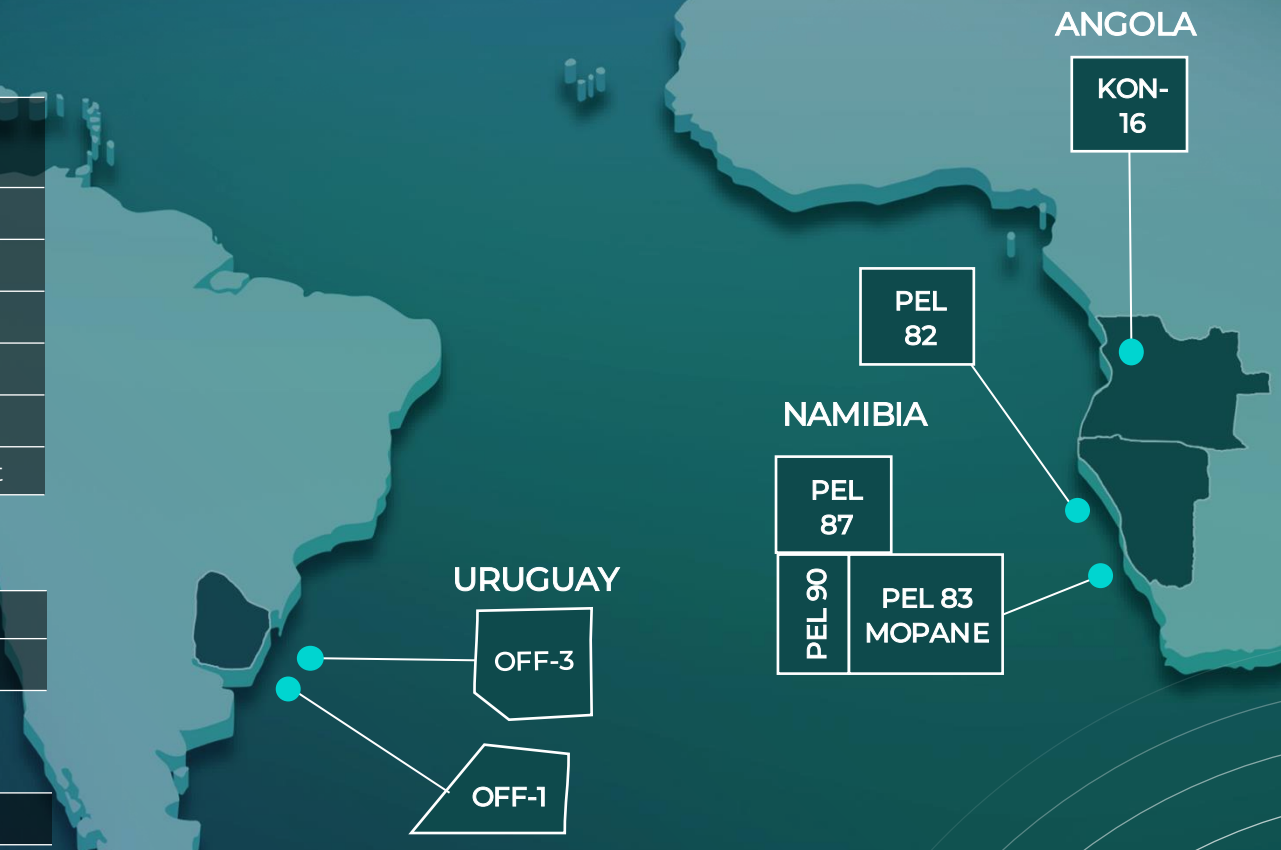 ANGOLA
KON-
16
PEL
82
NAMIBIA
PEL
87
PEL 90
PEL 83
MOPANE
URUGUAY
OFF-3
OFF-1
t